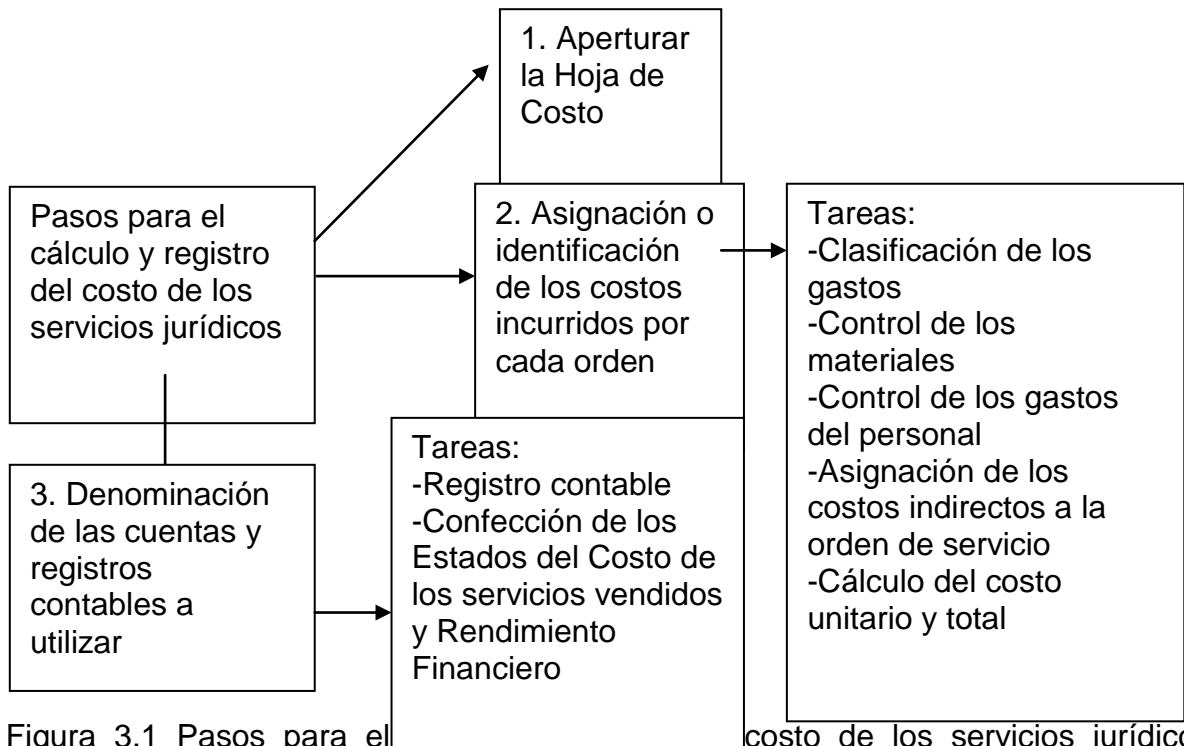 1. Aperturar
la Hoja de
Costo
Pasos para el
cálculo y registro
del costo de los
servicios jurídicos
2. Asignación o
identificación
de los costos
incurridos por
cada orden
Tareas:
-Clasificación de los
gastos
-Control de los
materiales
-Control de los gastos
del personal
-Asignación de los
costos indirectos a la
orden de servicio
-Cálculo del costo
unitario y total
3. Denominación
de las cuentas y
registros
contables a
utilizar
Tareas:
-Registro contable
-Confección de los
Estados del Costo de
los servicios vendidos
y Rendimiento
Financiero
Figura 3.1 Pasos para el costo de los servicios jurídico